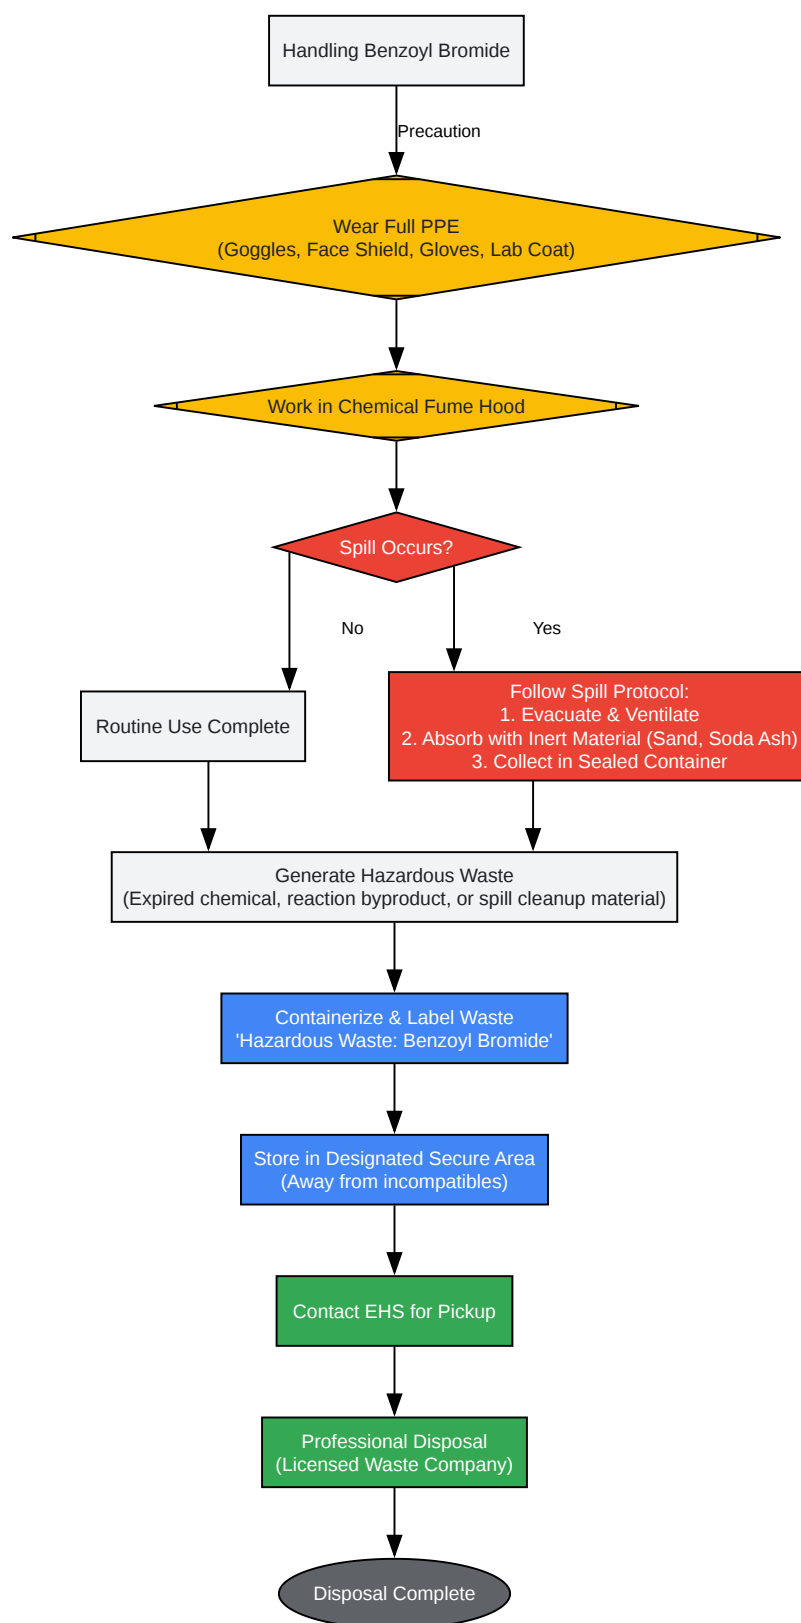 Handling Benzoyl Bromide
Precaution
Wear Full PPE
(Goggles, Face Shield, Gloves, Lab Coat)
Work in Chemical Fume Hood
Spill Occurs?
No
Yes
Routine Use Complete
Follow Spill Protocol:
1. Evacuate & Ventilate
2. Absorb with Inert Material (Sand, Soda Ash)
3. Collect in Sealed Container
Generate Hazardous Waste
(Expired chemical, reaction byproduct, or spill cleanup material)
Containerize & Label Waste
'Hazardous Waste: Benzoyl Bromide'
Store in Designated Secure Area
(Away from incompatibles)
Contact EHS for Pickup
Professional Disposal
(Licensed Waste Company)
Disposal Complete